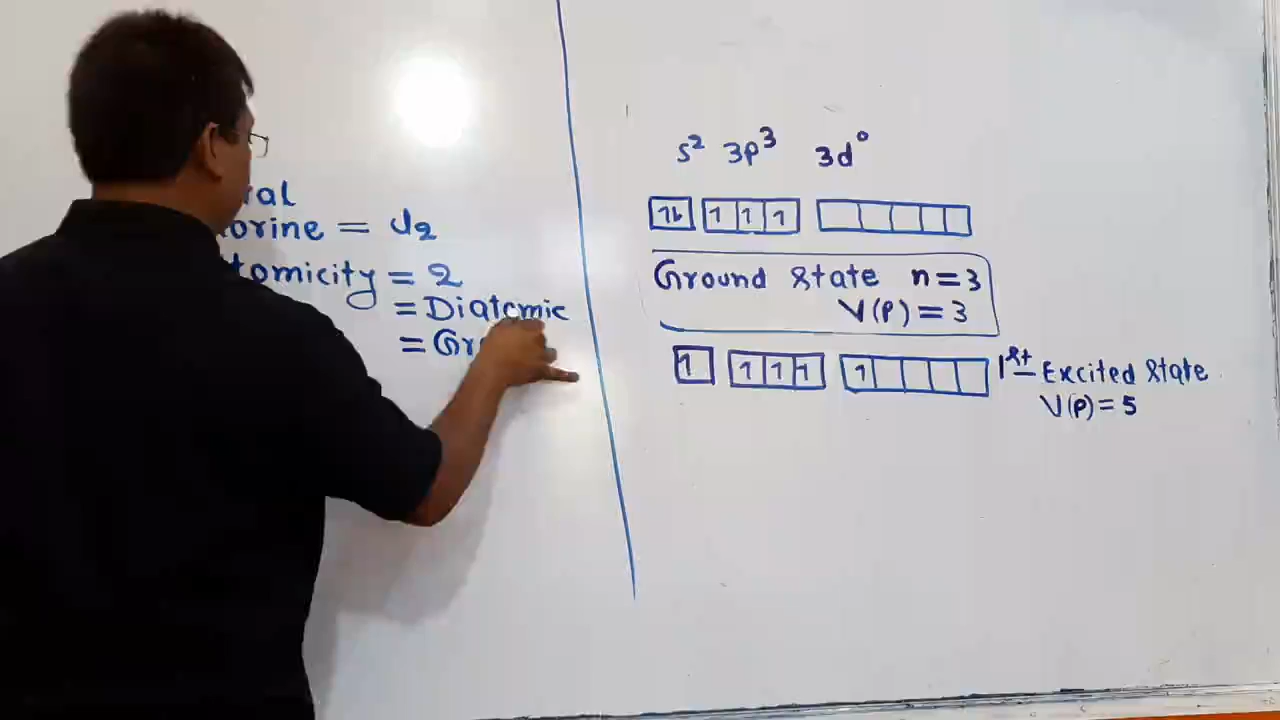 ral
orine = Cl2
tomicity = 2
= Diatomic
= Gr
s² 3p³ 3d⁰
1⇂ 1 1 1
Ground State n=3
V(P) = 3
1 1 1 1 1 1st Excited State
V(P) = 5